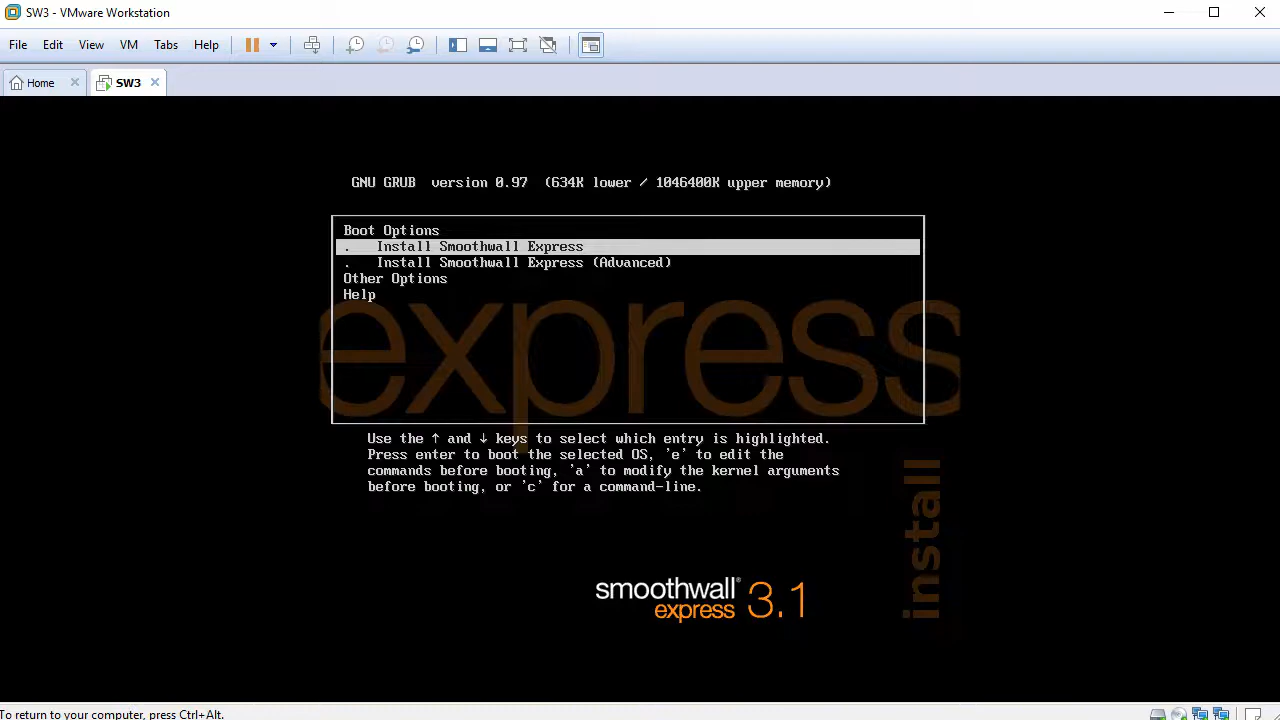 SW3 - VMware Workstation
File Edit View VM Tabs Help
Home SW3
GNU GRUB version 0.97 (634K lower / 1046400K upper memory)
Boot Options
. Install Smoothwall Express
. Install Smoothwall Express (Advanced)
Other Options
Help
express
Use the ↑ and ↓ keys to select which entry is highlighted.
Press enter to boot the selected OS, 'e' to edit the
commands before booting, 'a' to modify the kernel arguments
before booting, or 'c' for a command-line.
install
smoothwall®
express 3.1
To return to your computer, press Ctrl+Alt.